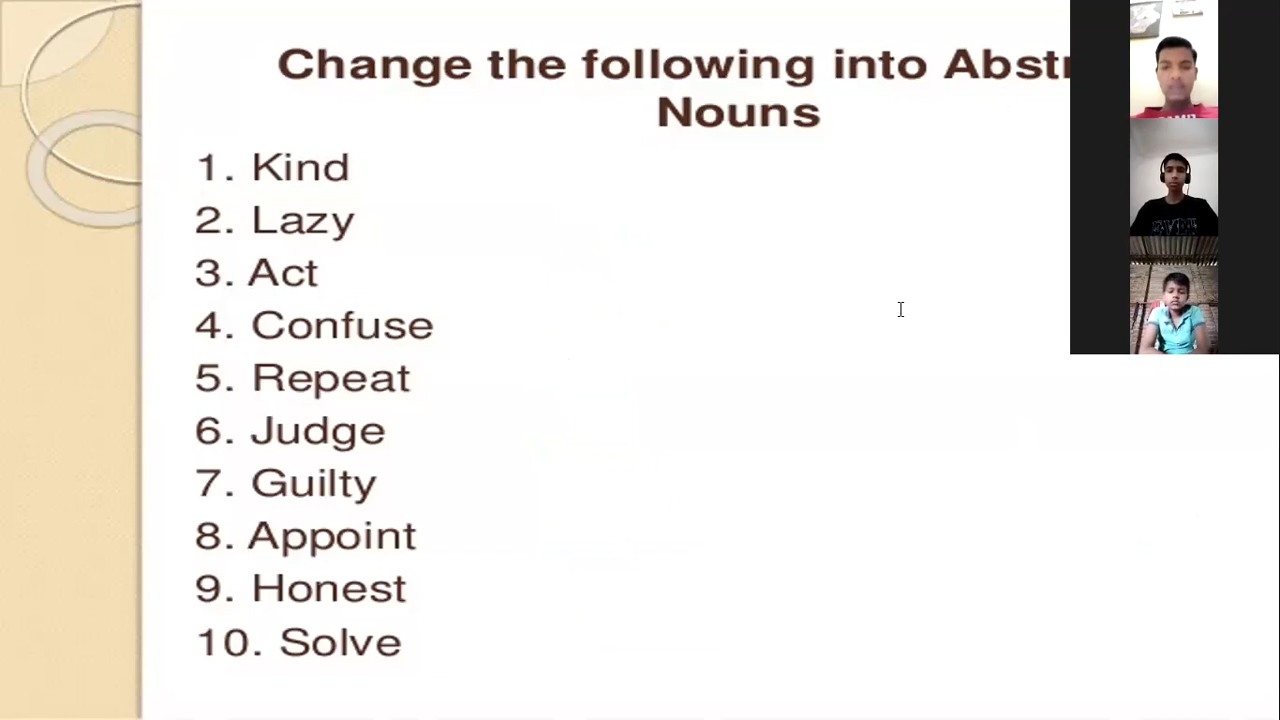 Change the following into
Nouns
1. Kind
2. Lazy
3. Act
4. Confuse
5. Repeat
6. Judge
7. Guilty
8. Appoint
9. Honest
10. Solve